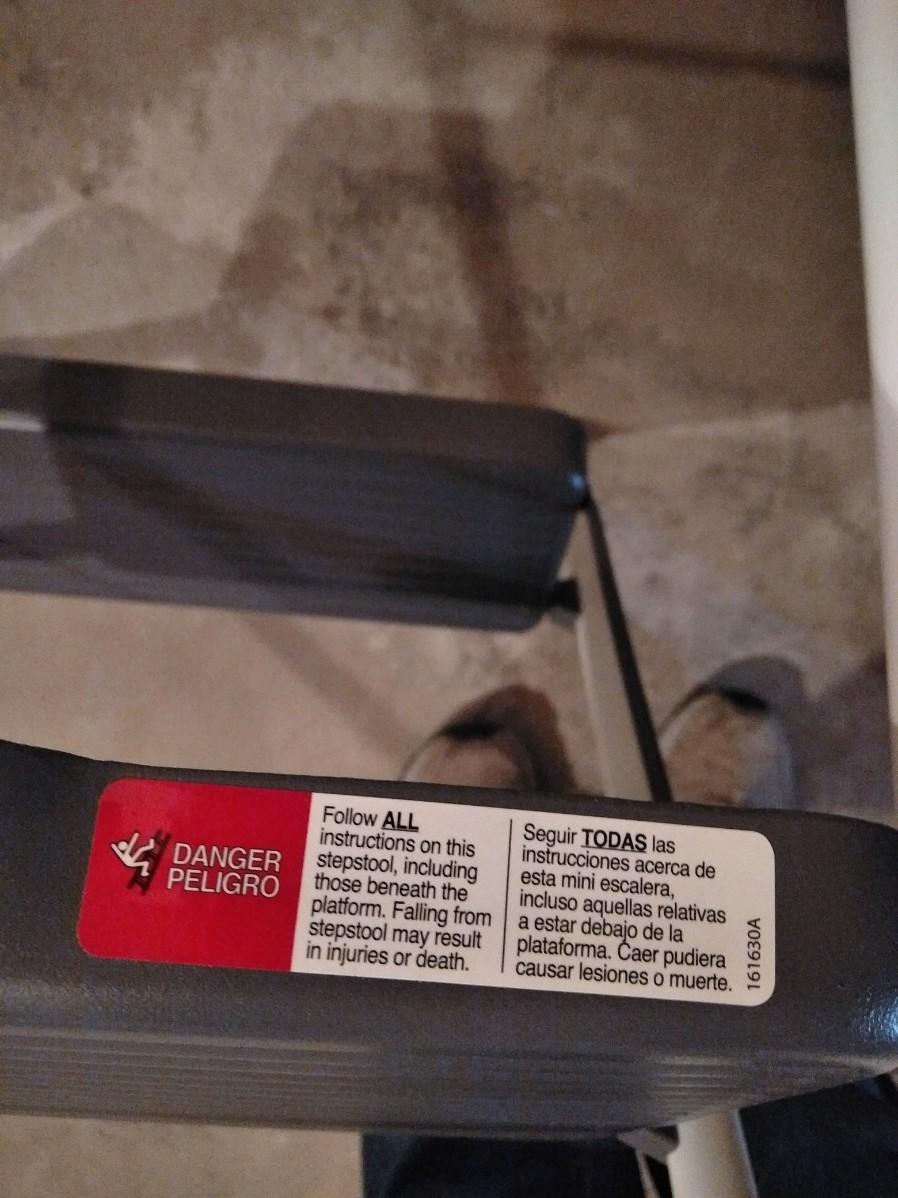 DANGER
PELIGRO
Follow ALL
instructions on this
stepstool, including
those beneath the
platform. Falling from
stepstool may result
in injuries or death.
Seguir TODAS las
instrucciones acerca de
esta mini escalera,
incluso aquellas relativas
a estar debajo de la
plataforma. Caer pudiera
causar lesiones o muerte.
161630A